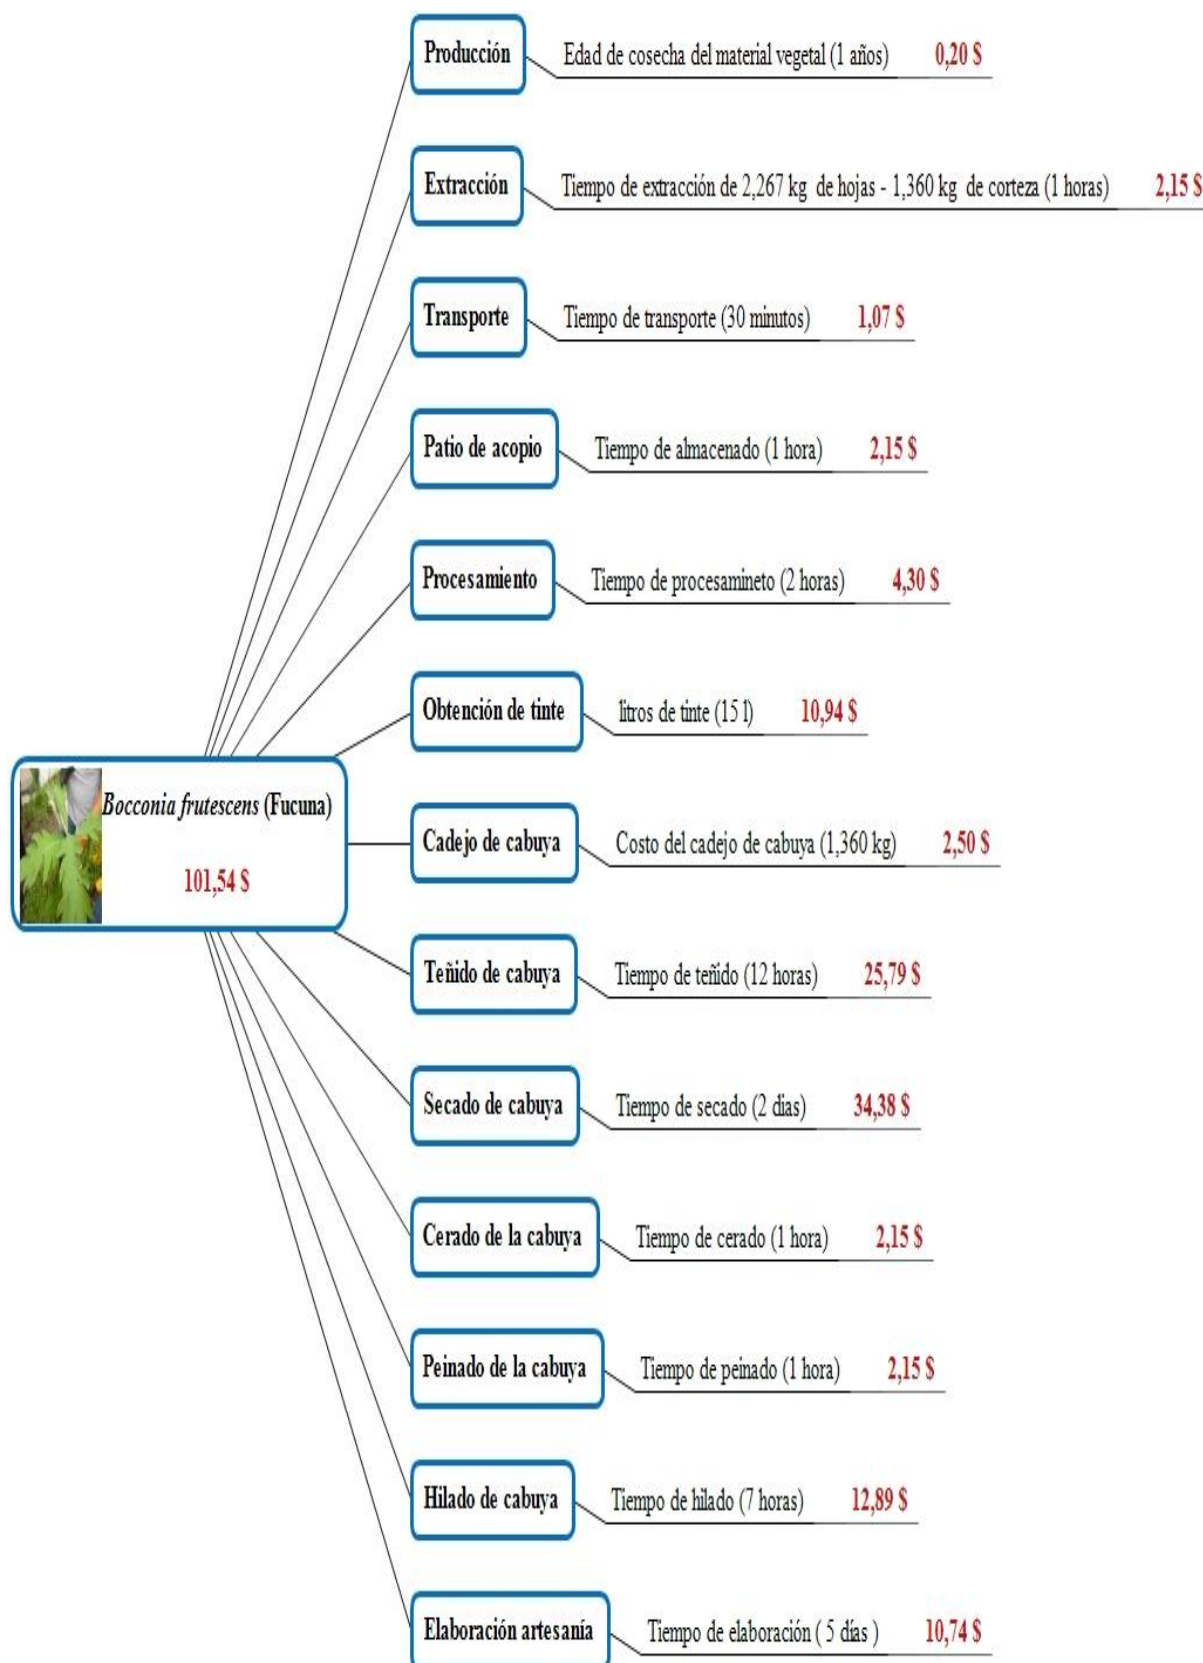 Producción Edad de cosecha del material vegetal (1 años) 0,20 $
Extracción Tiempo de extracción de 2,267 kg de hojas - 1,360 kg de corteza (1 horas) 2,15 $
Transporte Tiempo de transporte (30 minutos) 1,07 $
Patio de acopio Tiempo de almacenado (1 hora) 2,15 $
Procesamiento Tiempo de procesamineto (2 horas) 4,30 $
Obtención de tinte litros de tinte (15 l) 10,94 $
Bocconia frutescens (Fucuna)
101,54 $
Cadejo de cabuya Costo del cadejo de cabuya (1,360 kg) 2,50 $
Teñido de cabuya Tiempo de teñido (12 horas) 25,79 $
Secado de cabuya Tiempo de secado (2 dias) 34,38 $
Cerado de la cabuya Tiempo de cerado (1 hora) 2,15 $
Peinado de la cabuya Tiempo de peinado (1 hora) 2,15 $
Hilado de cabuya Tiempo de hilado (7 horas) 12,89 $
Elaboración artesanía Tiempo de elaboración ( 5 días ) 10,74 $